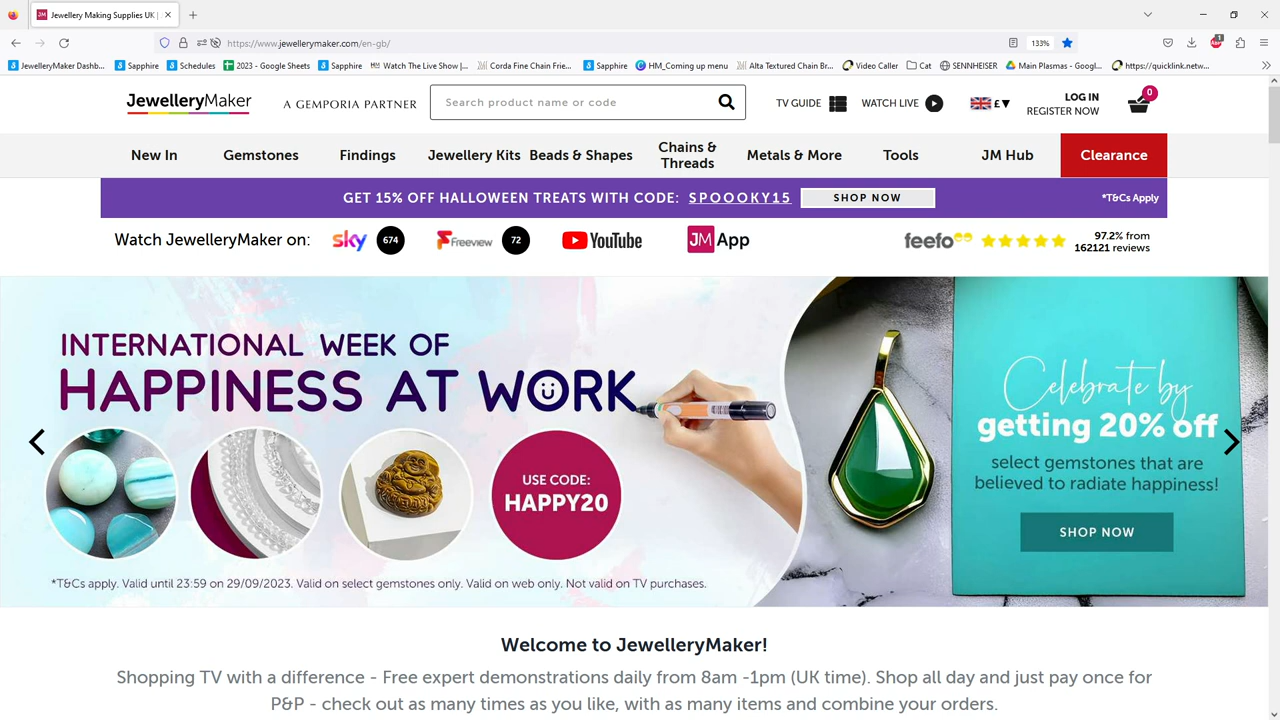 Jewellery Making Supplies UK |
https://www.jewellerymaker.com/en-gb/
133%
1
JewelleryMaker Dashb... Sapphire Schedules 2023 - Google Sheets Sapphire Watch The Live Show |... Corda Fine Chain Frie... Sapphire HM_Coming up menu Alta Textured Chain Br... Video Caller Cat SENNHEISER Main Plasmas - Googl... https://quicklink.netw...
JewelleryMaker A GEMPORIA PARTNER Search product name or code TV GUIDE WATCH LIVE £ LOG IN
REGISTER NOW
0
New In Gemstones Findings Jewellery Kits Beads & Shapes Chains & Threads Metals & More Tools JM Hub Clearance
GET 15% OFF HALLOWEEN TREATS WITH CODE: SPOOOKY15 SHOP NOW *T&Cs Apply
Watch JewelleryMaker on: sky 674 Freeview 72 YouTube JM App feefo 97.2% from
162121 reviews
INTERNATIONAL WEEK OF
HAPPINESS AT WORK
USE CODE:
HAPPY20
*T&Cs apply. Valid until 23:59 on 29/09/2023. Valid on select gemstones only. Valid on web only. Not valid on TV purchases.
Celebrate by
getting 20% off
select gemstones that are
believed to radiate happiness!
SHOP NOW
Welcome to JewelleryMaker!
Shopping TV with a difference - Free expert demonstrations daily from 8am -1pm (UK time). Shop all day and just pay once for
P&P - check out as many times as you like, with as many items and combine your orders.